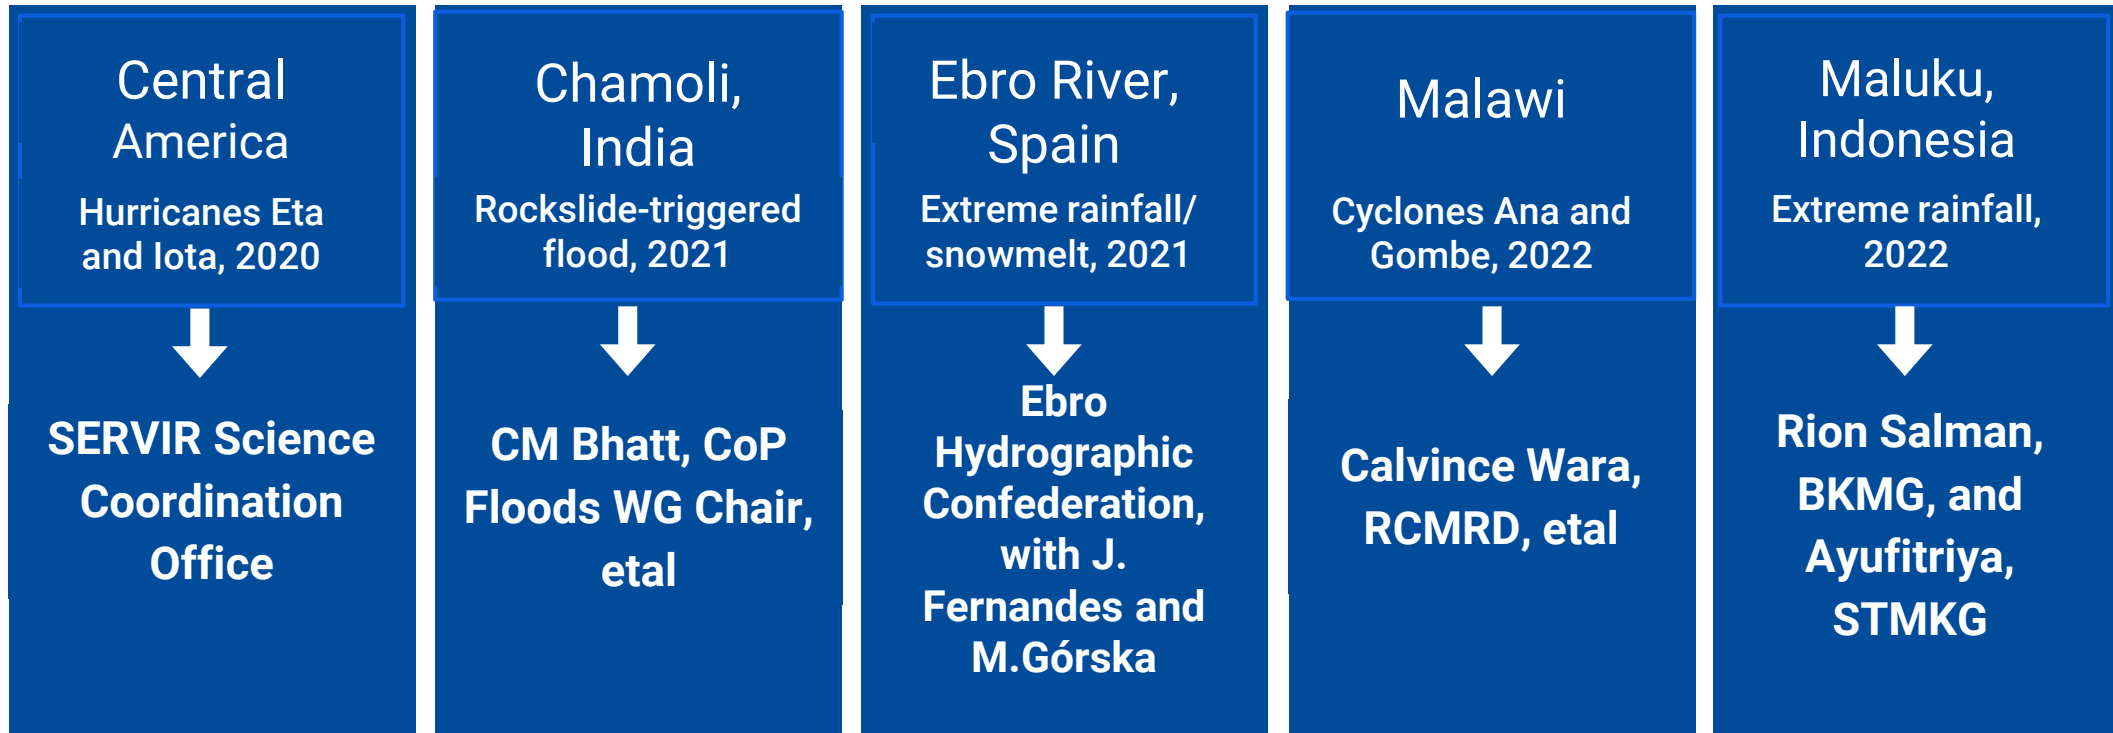 Central
America
Hurricanes Eta
and Iota, 2020
SERVIR Science
Coordination
Office
Chamoli,
India
Rockslide-triggered
flood, 2021
CM Bhatt, CoP
Floods WG Chair,
etal
Ebro River,
Spain
Extreme rainfall/
snowmelt, 2021
Ebro
Hydrographic
Confederation,
with J.
Fernandes and
M.Górska
Malawi
Cyclones Ana and
Gombe, 2022
Calvince Wara,
RCMRD, etal
Maluku,
Indonesia
Extreme rainfall,
2022
Rion Salman,
BKMG, and
Ayufitriya,
STMKG